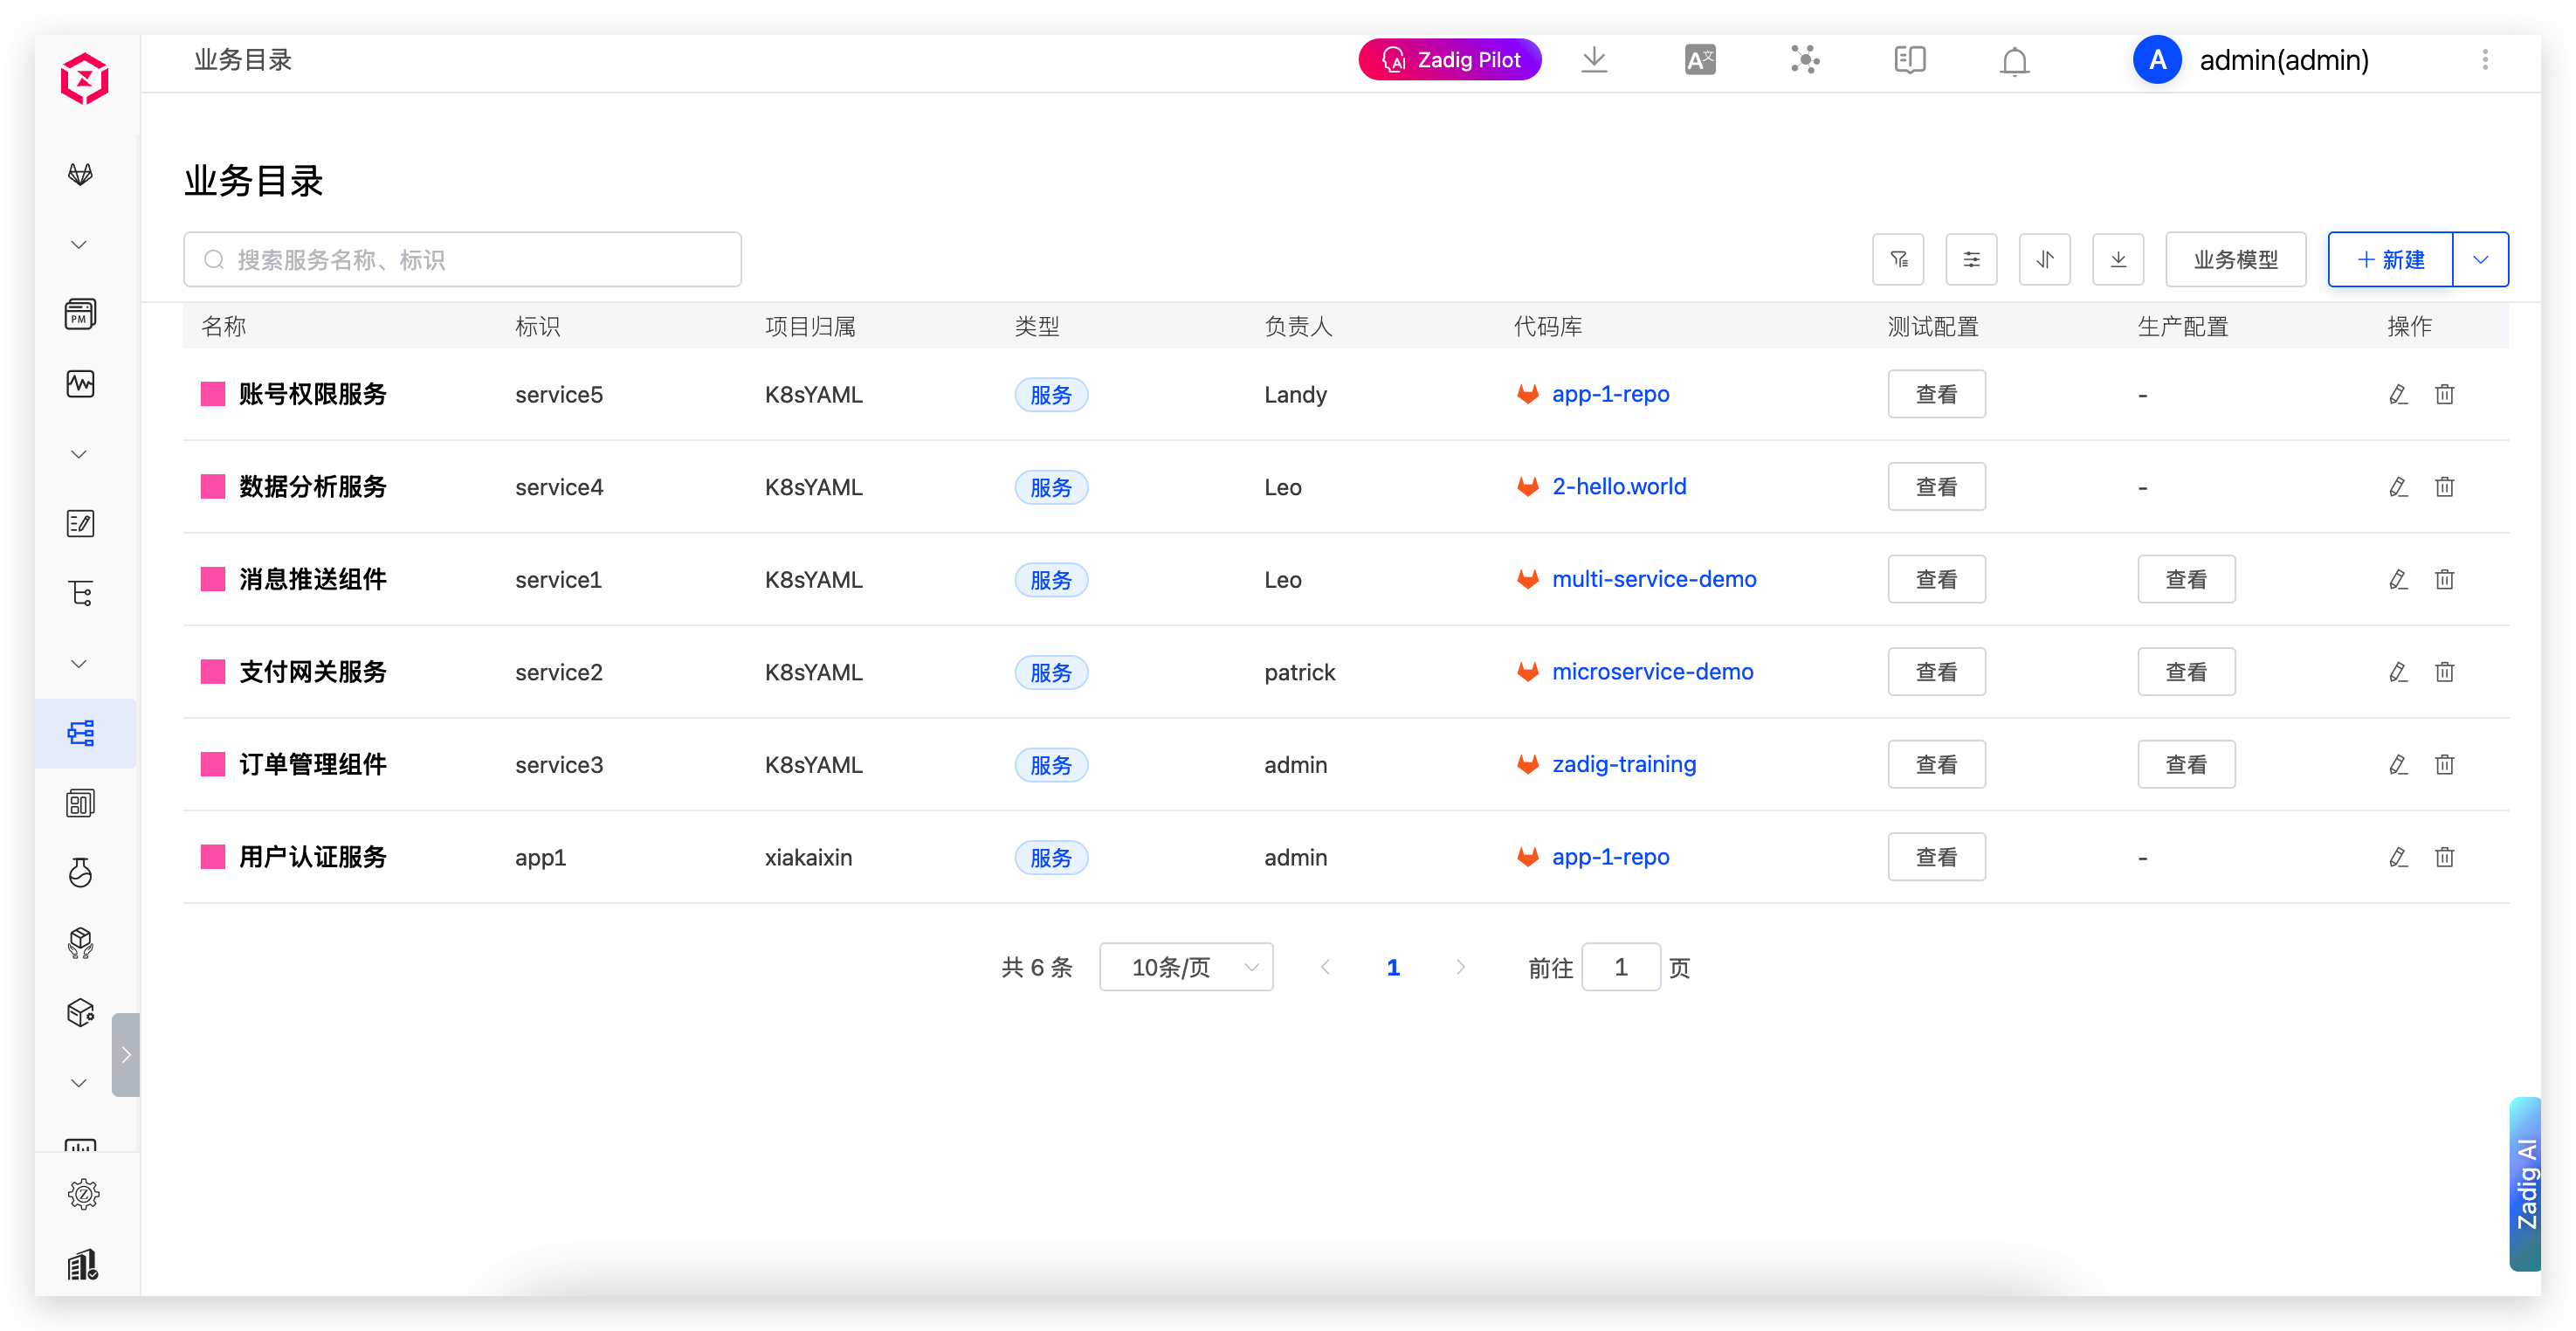 业务目录
Zadig Pilot
admin(admin)
业务目录
搜索服务名称、标识
业务模型
新建
名称 标识 项目归属 类型 负责人 代码库 测试配置 生产配置 操作
账号权限服务 service5 K8sYAML 服务 Landy app-1-repo 查看 -
数据分析服务 service4 K8sYAML 服务 Leo 2-hello.world 查看 -
消息推送组件 service1 K8sYAML 服务 Leo multi-service-demo 查看 查看
支付网关服务 service2 K8sYAML 服务 patrick microservice-demo 查看 查看
订单管理组件 service3 K8sYAML 服务 admin zadig-training 查看 查看
用户认证服务 app1 xiakaixin 服务 admin app-1-repo 查看 -
共 6 条 10条/页 1 前往 1 页
Zadig AI
PM
AI
A文
A
Z